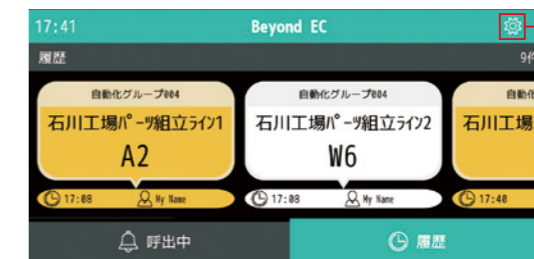 17:41 Beyond EC
履歴 9件
自動化グループ004 自動化グループ004 自動化
石川工場パーツ組立ライン1 石川工場パーツ組立ライン2 石川工場
A2 W6
17:08 My Name 17:08 My Name 17:40
呼出中 履歴